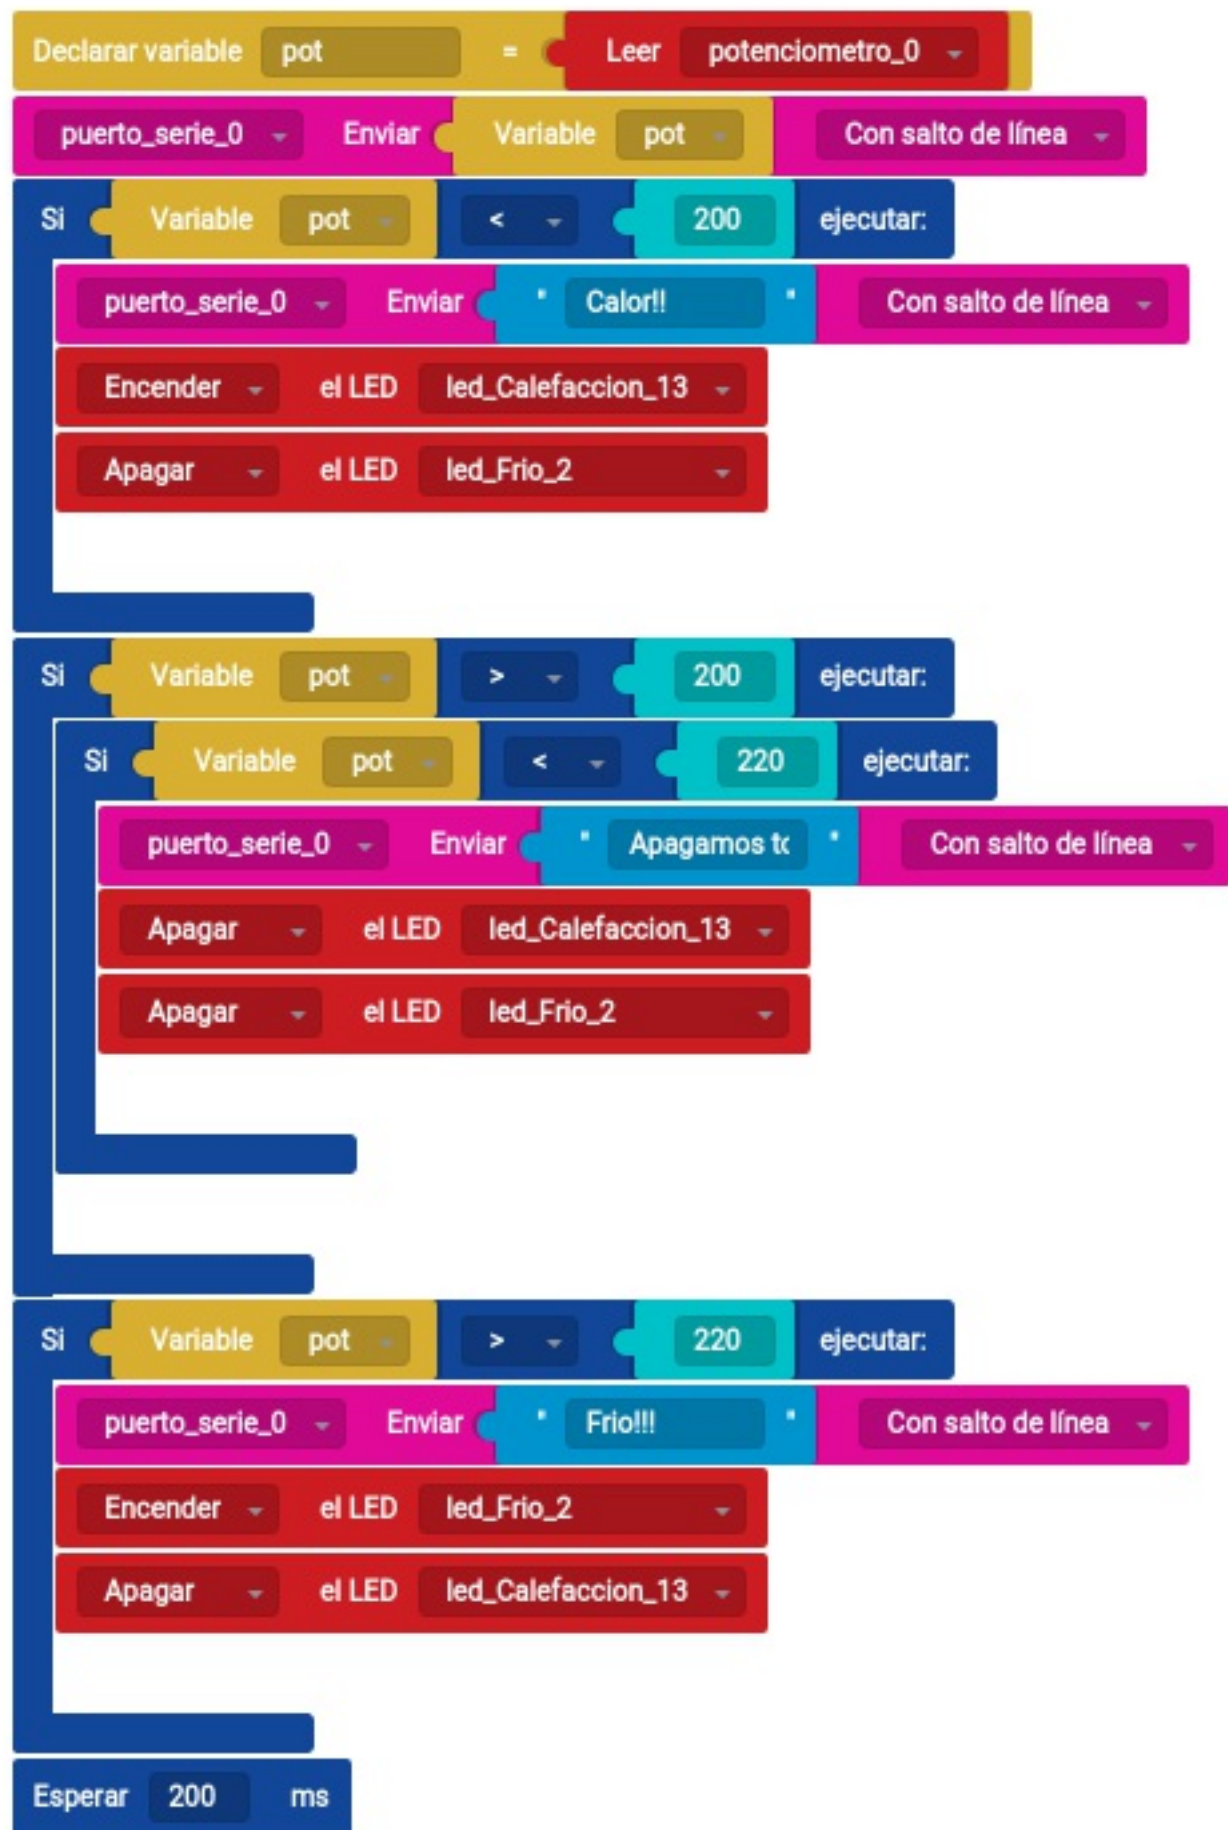 Declarar variable pot = Leer potenciometro_0
puerto_serie_0 Enviar Variable pot Con salto de línea
Si Variable pot < 200 ejecutar:
puerto_serie_0 Enviar " Calor!! " Con salto de línea
Encender el LED led_Calefaccion_13
Apagar el LED led_Frio_2
Si Variable pot > 200 ejecutar:
Si Variable pot < 220 ejecutar:
puerto_serie_0 Enviar " Apagamos to " Con salto de línea
Apagar el LED led_Calefaccion_13
Apagar el LED led_Frio_2
Si Variable pot > 220 ejecutar:
puerto_serie_0 Enviar " Frio!!! " Con salto de línea
Encender el LED led_Frio_2
Apagar el LED led_Calefaccion_13
Esperar 200 ms